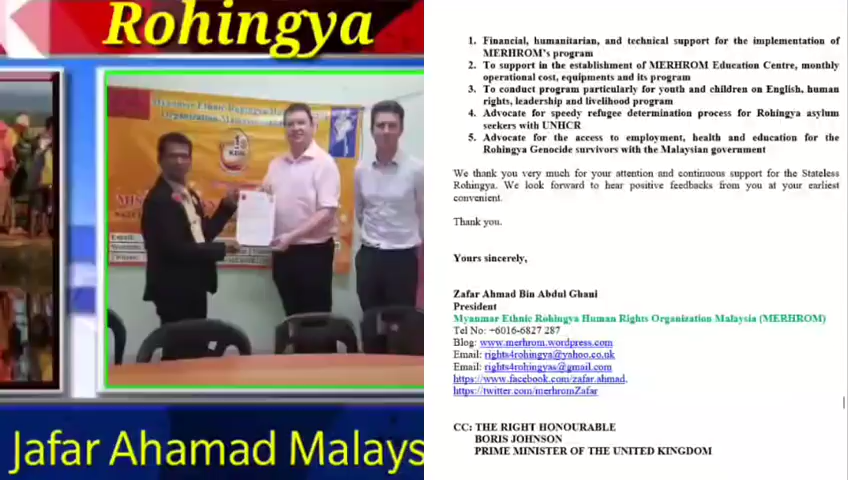 Rohingya
Myanmar Ethnic Rohingya Human
Organization Malaysia
Jafar Ahamad Malays
1. Financial, humanitarian, and technical support for the implementation of
MERHROM's program
2. To support in the establishment of MERHROM Education Centre, monthly
operational cost, equipments and its program
3. To conduct program particularly for youth and children on English, human
rights, leadership and livelihood program
4. Advocate for speedy refugee determination process for Rohingya asylum
seekers with UNHCR
5. Advocate for the access to employment, health and education for the
Rohingya Genocide survivors with the Malaysian government
We thank you very much for your attention and continuous support for the Stateless
Rohingya. We look forward to hear positive feedbacks from you at your earliest
convenient.
Thank you.
Yours sincerely,
Zafar Ahmad Bin Abdul Ghani
President
Myanmar Ethnic Rohingya Human Rights Organization Malaysia (MERHROM)
Tel No: +6016-6827 287
Blog: www.merhrom.wordpress.com
Email: rights4rohingya@yahoo.co.uk
Email: rights4rohingyas@gmail.com
https://www.facebook.com/zafar.ahmad.
https://twitter.com/merhromZafar
CC: THE RIGHT HONOURABLE
BORIS JOHNSON
PRIME MINISTER OF THE UNITED KINGDOM